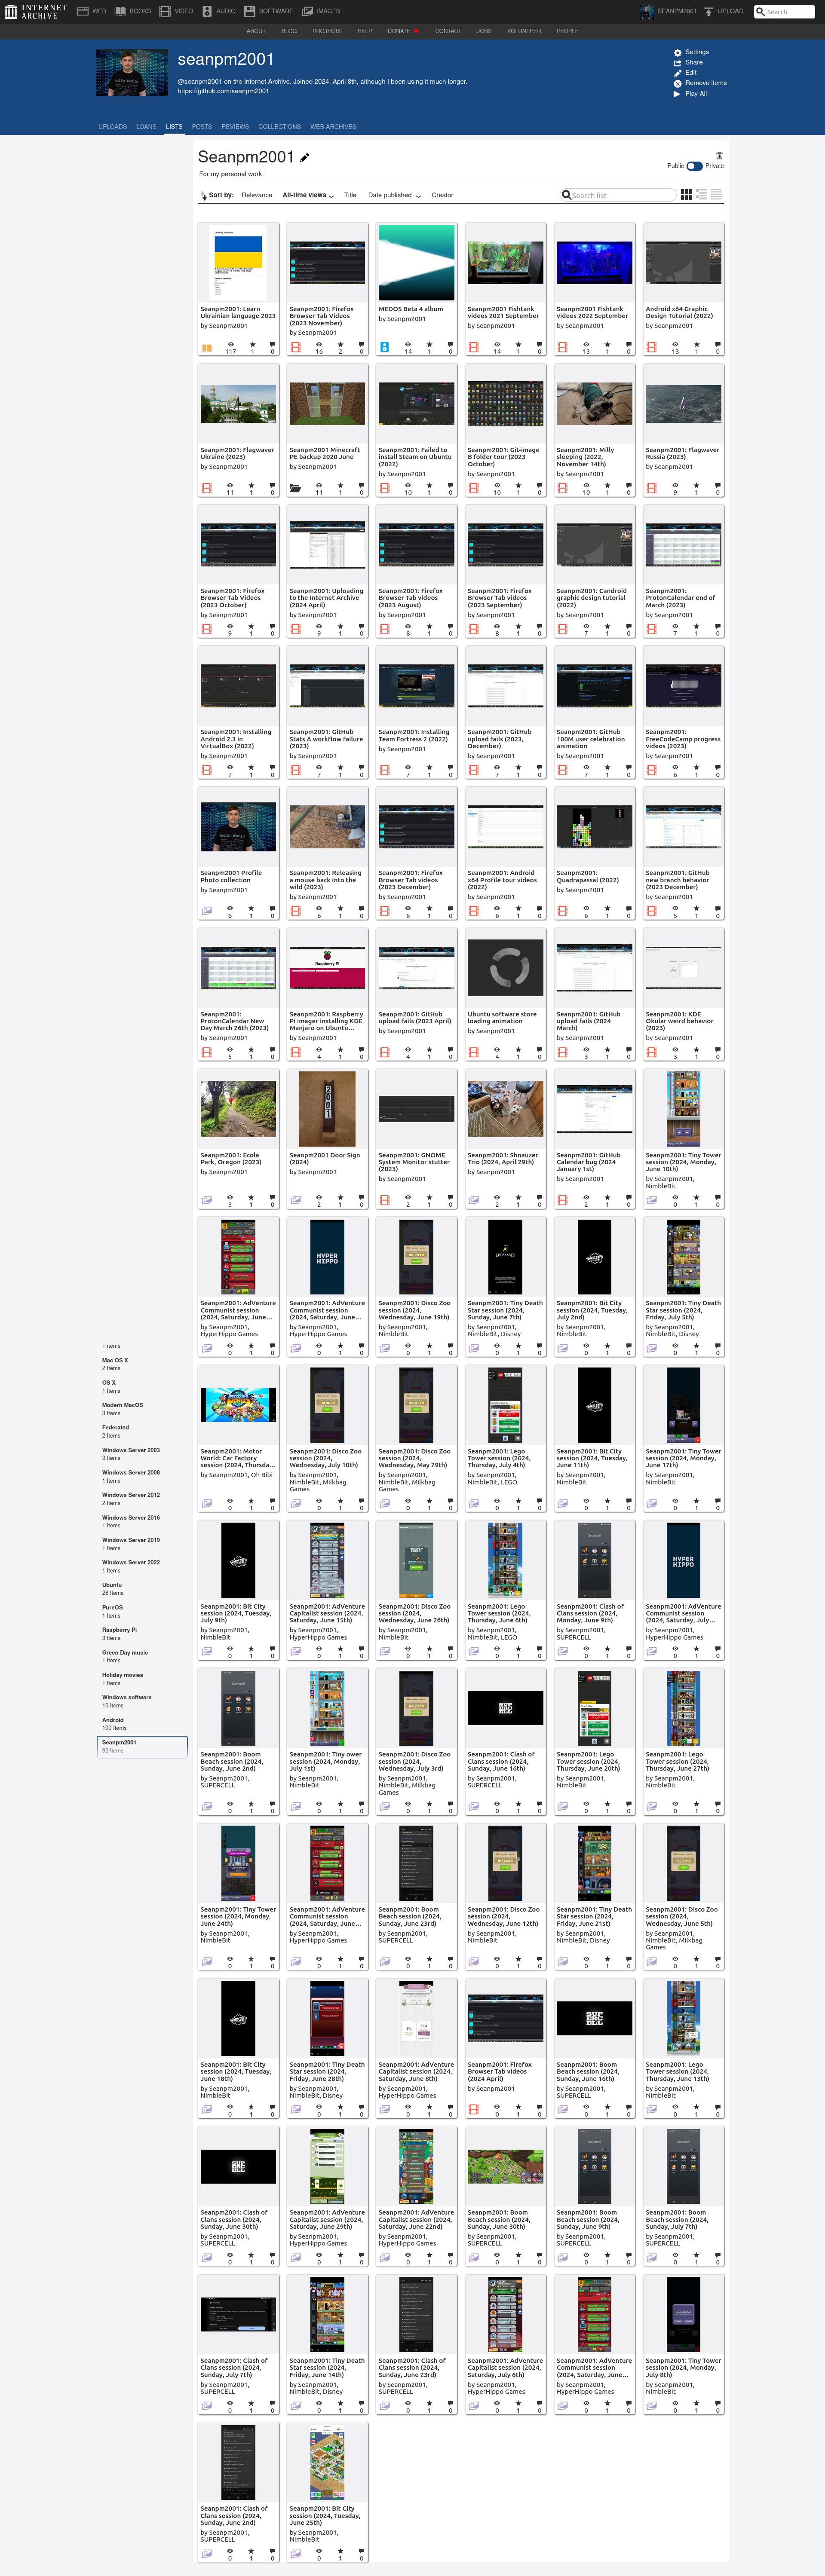 INTERNET ARCHIVE
WEB BOOKS VIDEO AUDIO SOFTWARE IMAGES SEANPM2001 UPLOAD Search
ABOUT BLOG PROJECTS HELP DONATE CONTACT JOBS VOLUNTEER PEOPLE
seanpm2001
@seanpm2001 on the Internet Archive. Joined 2024, April 8th, although I been using it much longer.
https://github.com/seanpm2001
Settings
Share
Edit
Remove items
Play All
UPLOADS LOANS LISTS POSTS REVIEWS COLLECTIONS WEB ARCHIVES
Seanpm2001
For my personal work.
Public Private
Sort by: Relevance All-time views Title Date published Creator Search list
Seanpm2001: Learn
Ukrainian language 2023
by Seanpm2001
117 1 0
Seanpm2001: Firefox
Browser Tab Videos
(2023 November)
by Seanpm2001
16 2 0
MEDOS Beta 4 album
by Seanpm2001
14 1 0
Seanpm2001 Fishtank
videos 2021 September
by Seanpm2001
14 1 0
Seanpm2001 Fishtank
videos 2022 September
by Seanpm2001
13 1 0
Android x64 Graphic
Design Tutorial (2022)
by Seanpm2001
13 1 0
Seanpm2001: Flagwaver
Ukraine (2023)
by Seanpm2001
11 1 0
Seanpm2001 Minecraft
PE backup 2020 June
by Seanpm2001
11 1 0
Seanpm2001: Failed to
install Steam on Ubuntu
(2022)
by Seanpm2001
10 1 0
Seanpm2001: Git-image
B folder tour (2023
October)
by Seanpm2001
10 1 0
Seanpm2001: Milly
sleeping (2022,
November 14th)
by Seanpm2001
10 1 0
Seanpm2001: Flagwaver
Russia (2023)
by Seanpm2001
9 1 0
Seanpm2001: Firefox
Browser Tab Videos
(2023 October)
by Seanpm2001
9 1 0
Seanpm2001: Uploading
to the Internet Archive
(2024 April)
by Seanpm2001
9 1 0
Seanpm2001: Firefox
Browser Tab videos
(2023 August)
by Seanpm2001
8 1 0
Seanpm2001: Firefox
Browser Tab videos
(2023 September)
by Seanpm2001
8 1 0
Seanpm2001: Candroid
graphic design tutorial
(2022)
by Seanpm2001
7 1 0
Seanpm2001:
ProtonCalendar end of
March (2023)
by Seanpm2001
7 1 0
Seanpm2001: Installing
Android 2.3 in
VirtualBox (2022)
by Seanpm2001
7 1 0
Seanpm2001: GitHub
Stats A workflow failure
(2023)
by Seanpm2001
7 1 0
Seanpm2001: Installing
Team Fortress 2 (2022)
by Seanpm2001
7 1 0
Seanpm2001: GitHub
upload fails (2023,
December)
by Seanpm2001
7 1 0
Seanpm2001: GitHub
100M user celebration
animation
by Seanpm2001
7 1 0
Seanpm2001:
FreeCodeCamp progress
videos (2023)
by Seanpm2001
6 1 0
Seanpm2001 Profile
Photo collection
by Seanpm2001
6 1 0
Seanpm2001: Releasing
a mouse back into the
wild (2023)
by Seanpm2001
6 1 0
Seanpm2001: Firefox
Browser Tab videos
(2023 December)
by Seanpm2001
6 1 0
Seanpm2001: Android
x64 Profile tour videos
(2022)
by Seanpm2001
6 1 0
Seanpm2001:
Quadrapassal (2022)
by Seanpm2001
6 1 0
Seanpm2001: GitHub
new branch behavior
(2023 December)
by Seanpm2001
5 1 0
Seanpm2001:
ProtonCalendar New
Day March 26th (2023)
by Seanpm2001
5 1 0
Raspberry Pi
Seanpm2001: Raspberry
Pi imager installing KDE
Manjaro on Ubuntu...
by Seanpm2001
4 1 0
Seanpm2001: GitHub
upload fails (2023 April)
by Seanpm2001
4 1 0
Ubuntu software store
loading animation
by Seanpm2001
4 1 0
Seanpm2001: GitHub
upload fails (2024
March)
by Seanpm2001
3 1 0
Seanpm2001: KDE
Okular weird behavior
(2023)
by Seanpm2001
3 1 0
Seanpm2001: Ecola
Park, Oregon (2023)
by Seanpm2001
3 1 0
2001
Seanpm2001 Door Sign
(2024)
by Seanpm2001
2 1 0
Seanpm2001: GNOME
System Monitor stutter
(2023)
by Seanpm2001
2 1 0
Seanpm2001: Shnauzer
Trio (2024, April 29th)
by Seanpm2001
2 1 0
Seanpm2001: GitHub
Calendar bug (2024
January 1st)
by Seanpm2001
2 1 0
Seanpm2001: Tiny Tower
session (2024, Monday,
June 10th)
by Seanpm2001,
NimbleBit
0 1 0
Seanpm2001: AdVenture
Communist session
(2024, Saturday, June...
by Seanpm2001,
HyperHippo Games
0 1 0
HYPER
HIPPO
Seanpm2001: AdVenture
Communist session
(2024, Saturday, June...
by Seanpm2001,
HyperHippo Games
0 1 0
Seanpm2001: Disco Zoo
session (2024,
Wednesday, June 19th)
by Seanpm2001,
NimbleBit
0 1 0
Seanpm2001: Tiny Death
Star session (2024,
Sunday, June 7th)
by Seanpm2001,
NimbleBit, Disney
0 1 0
Seanpm2001: Bit City
session (2024, Tuesday,
July 2nd)
by Seanpm2001,
NimbleBit
0 1 0
Seanpm2001: Tiny Death
Star session (2024,
Friday, July 5th)
by Seanpm2001,
NimbleBit, Disney
0 1 0
Seanpm2001: Motor
World: Car Factory
session (2024, Thursda...
by Seanpm2001, Oh Bibi
0 1 0
Seanpm2001: Disco Zoo
session (2024,
Wednesday, July 10th)
by Seanpm2001,
NimbleBit, Milkbag
Games
0 1 0
Seanpm2001: Disco Zoo
session (2024,
Wednesday, May 29th)
by Seanpm2001,
NimbleBit, Milkbag
Games
0 1 0
Seanpm2001: Lego
Tower session (2024,
Thursday, July 4th)
by Seanpm2001,
NimbleBit, LEGO
0 1 0
Seanpm2001: Bit City
session (2024, Tuesday,
June 11th)
by Seanpm2001,
NimbleBit
0 1 0
Seanpm2001: Tiny Tower
session (2024, Monday,
June 17th)
by Seanpm2001,
NimbleBit
0 1 0
Seanpm2001: Bit City
session (2024, Tuesday,
July 9th)
by Seanpm2001,
NimbleBit
0 1 0
Seanpm2001: AdVenture
Capitalist session (2024,
Saturday, June 15th)
by Seanpm2001,
HyperHippo Games
0 1 0
Seanpm2001: Disco Zoo
session (2024,
Wednesday, June 26th)
by Seanpm2001,
NimbleBit
0 1 0
Seanpm2001: Lego
Tower session (2024,
Thursday, June 6th)
by Seanpm2001,
NimbleBit, LEGO
0 1 0
Seanpm2001: Clash of
Clans session (2024,
Monday, June 9th)
by Seanpm2001,
SUPERCELL
0 1 0
HYPER
HIPPO
Seanpm2001: AdVenture
Communist session
(2024, Saturday, July...
by Seanpm2001,
HyperHippo Games
0 1 0
Seanpm2001: Boom
Beach session (2024,
Sunday, June 2nd)
by Seanpm2001,
SUPERCELL
0 1 0
Seanpm2001: Tiny ower
session (2024, Monday,
July 1st)
by Seanpm2001,
NimbleBit
0 1 0
Seanpm2001: Disco Zoo
session (2024,
Wednesday, July 3rd)
by Seanpm2001,
NimbleBit, Milkbag
Games
0 1 0
Seanpm2001: Clash of
Clans session (2024,
Sunday, June 16th)
by Seanpm2001,
SUPERCELL
0 1 0
Seanpm2001: Lego
Tower session (2024,
Thursday, June 20th)
by Seanpm2001,
NimbleBit
0 1 0
Seanpm2001: Lego
Tower session (2024,
Thursday, June 27th)
by Seanpm2001,
NimbleBit
0 1 0
Seanpm2001: Tiny Tower
session (2024, Monday,
June 24th)
by Seanpm2001,
NimbleBit
0 1 0
Seanpm2001: AdVenture
Communist session
(2024, Saturday, June...
by Seanpm2001,
HyperHippo Games
0 1 0
Seanpm2001: Boom
Beach session (2024,
Sunday, June 23rd)
by Seanpm2001,
SUPERCELL
0 1 0
Seanpm2001: Disco Zoo
session (2024,
Wednesday, June 12th)
by Seanpm2001,
NimbleBit
0 1 0
Seanpm2001: Tiny Death
Star session (2024,
Friday, June 21st)
by Seanpm2001,
NimbleBit, Disney
0 1 0
Seanpm2001: Disco Zoo
session (2024,
Wednesday, June 5th)
by Seanpm2001,
NimbleBit, Milkbag
Games
0 1 0
Seanpm2001: Bit City
session (2024, Tuesday,
June 18th)
by Seanpm2001,
NimbleBit
0 1 0
Seanpm2001: Tiny Death
Star session (2024,
Friday, June 28th)
by Seanpm2001,
NimbleBit, Disney
0 1 0
Seanpm2001: AdVenture
Capitalist session (2024,
Saturday, June 8th)
by Seanpm2001,
HyperHippo Games
0 1 0
Seanpm2001: Firefox
Browser Tab videos
(2024 April)
by Seanpm2001
0 1 0
Seanpm2001: Boom
Beach session (2024,
Sunday, June 16th)
by Seanpm2001,
SUPERCELL
0 1 0
Seanpm2001: Lego
Tower session (2024,
Thursday, June 13th)
by Seanpm2001,
NimbleBit
0 1 0
Seanpm2001: Clash of
Clans session (2024,
Sunday, June 30th)
by Seanpm2001,
SUPERCELL
0 1 0
Seanpm2001: AdVenture
Capitalist session (2024,
Saturday, June 29th)
by Seanpm2001,
HyperHippo Games
0 1 0
Seanpm2001: AdVenture
Capitalist session (2024,
Saturday, June 22nd)
by Seanpm2001,
HyperHippo Games
0 1 0
Seanpm2001: Boom
Beach session (2024,
Sunday, June 30th)
by Seanpm2001,
SUPERCELL
0 1 0
Seanpm2001: Boom
Beach session (2024,
Sunday, June 9th)
by Seanpm2001,
SUPERCELL
0 1 0
Seanpm2001: Boom
Beach session (2024,
Sunday, July 7th)
by Seanpm2001,
SUPERCELL
0 1 0
Seanpm2001: Clash of
Clans session (2024,
Sunday, July 7th)
by Seanpm2001,
SUPERCELL
0 1 0
Seanpm2001: Tiny Death
Star session (2024,
Friday, June 14th)
by Seanpm2001,
NimbleBit, Disney
0 1 0
Seanpm2001: Clash of
Clans session (2024,
Sunday, June 23rd)
by Seanpm2001,
SUPERCELL
0 1 0
Seanpm2001: AdVenture
Capitalist session (2024,
Saturday, July 6th)
by Seanpm2001,
HyperHippo Games
0 1 0
Seanpm2001: AdVenture
Communist session
(2024, Saturday, June...
by Seanpm2001,
HyperHippo Games
0 1 0
Seanpm2001: Tiny Tower
session (2024, Monday,
July 8th)
by Seanpm2001,
NimbleBit
0 1 0
Seanpm2001: Clash of
Clans session (2024,
Sunday, June 2nd)
by Seanpm2001,
SUPERCELL
0 1 0
Seanpm2001: Bit City
session (2024, Tuesday,
June 25th)
by Seanpm2001,
NimbleBit
0 1 0
1 Items
Mac OS X
2 Items
OS X
1 Items
Modern MacOS
3 Items
Federated
2 Items
Windows Server 2003
3 Items
Windows Server 2008
1 Items
Windows Server 2012
2 Items
Windows Server 2016
1 Items
Windows Server 2019
1 Items
Windows Server 2022
1 Items
Ubuntu
28 Items
PureOS
1 Items
Raspberry Pi
3 Items
Green Day music
1 Items
Holiday movies
1 Items
Windows software
10 Items
Android
100 Items
Seanpm2001
92 Items